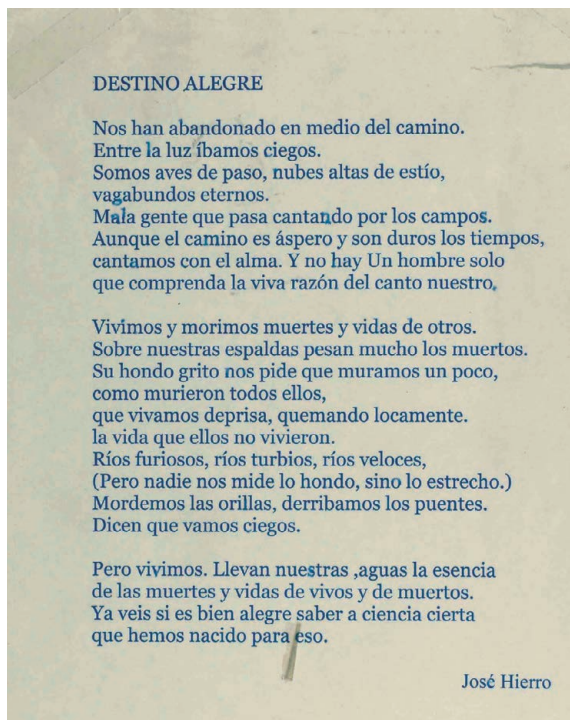 DESTINO ALEGRE
Nos han abandonado en medio del camino.
Entre la luz íbamos ciegos.
Somos aves de paso, nubes altas de estío,
vagabundos eternos.
Mala gente que pasa cantando por los campos.
Aunque el camino es áspero y son duros los tiempos,
cantamos con el alma. Y no hay Un hombre solo
que comprenda la viva razón del canto nuestro.
Vivimos y morimos muertes y vidas de otros.
Sobre nuestras espaldas pesan mucho los muertos.
Su hondo grito nos pide que muramos un poco,
como murieron todos ellos,
que vivamos deprisa, quemando locamente.
la vida que ellos no vivieron.
Ríos furiosos, ríos turbios, ríos veloces,
(Pero nadie nos mide lo hondo, sino lo estrecho.)
Mordemos las orillas, derribamos los puentes.
Dicen que vamos ciegos.
Pero vivimos. Llevan nuestras ,aguas la esencia
de las muertes y vidas de vivos y de muertos.
Ya veis si es bien alegre saber a ciencia cierta
que hemos nacido para eso.
José Hierro